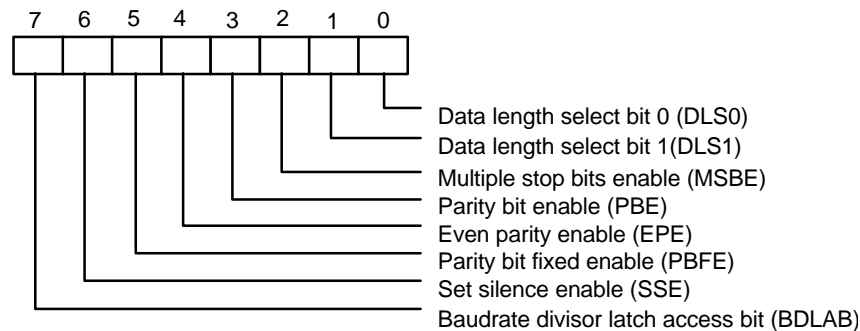 7 6 5 4 3 2 1 0
Data length select bit 0 (DLS0)
Data length select bit 1(DLS1)
Multiple stop bits enable (MSBE)
Parity bit enable (PBE)
Even parity enable (EPE)
Parity bit fixed enable (PBFE)
Set silence enable (SSE)
Baudrate divisor latch access bit (BDLAB)